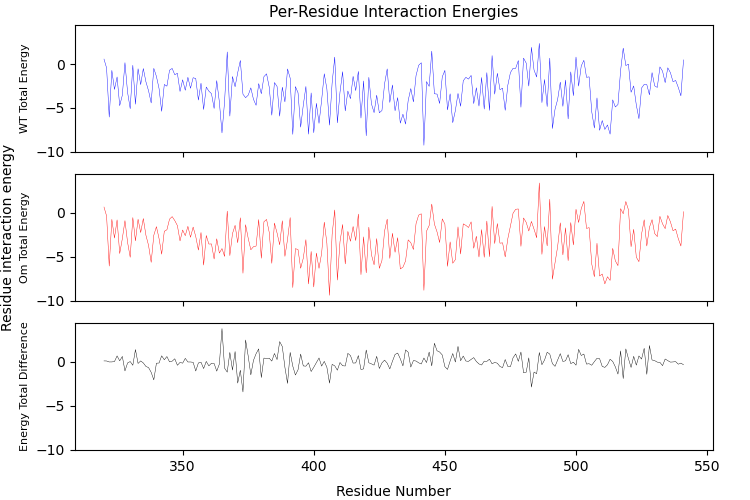 Per-Residue Interaction Energies
Residue interaction energy
WT Total Energy
0
−5
−10
Om Total Energy
0
−5
−10
Energy Total Difference
0
−5
−10
350
400
450
500
550
Residue Number